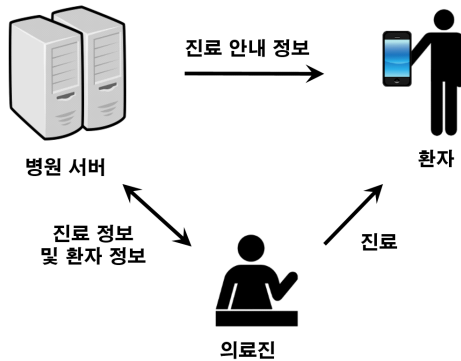 진료 안내 정보
병원 서버
환자
진료 정보
및 환자 정보
진료
의료진